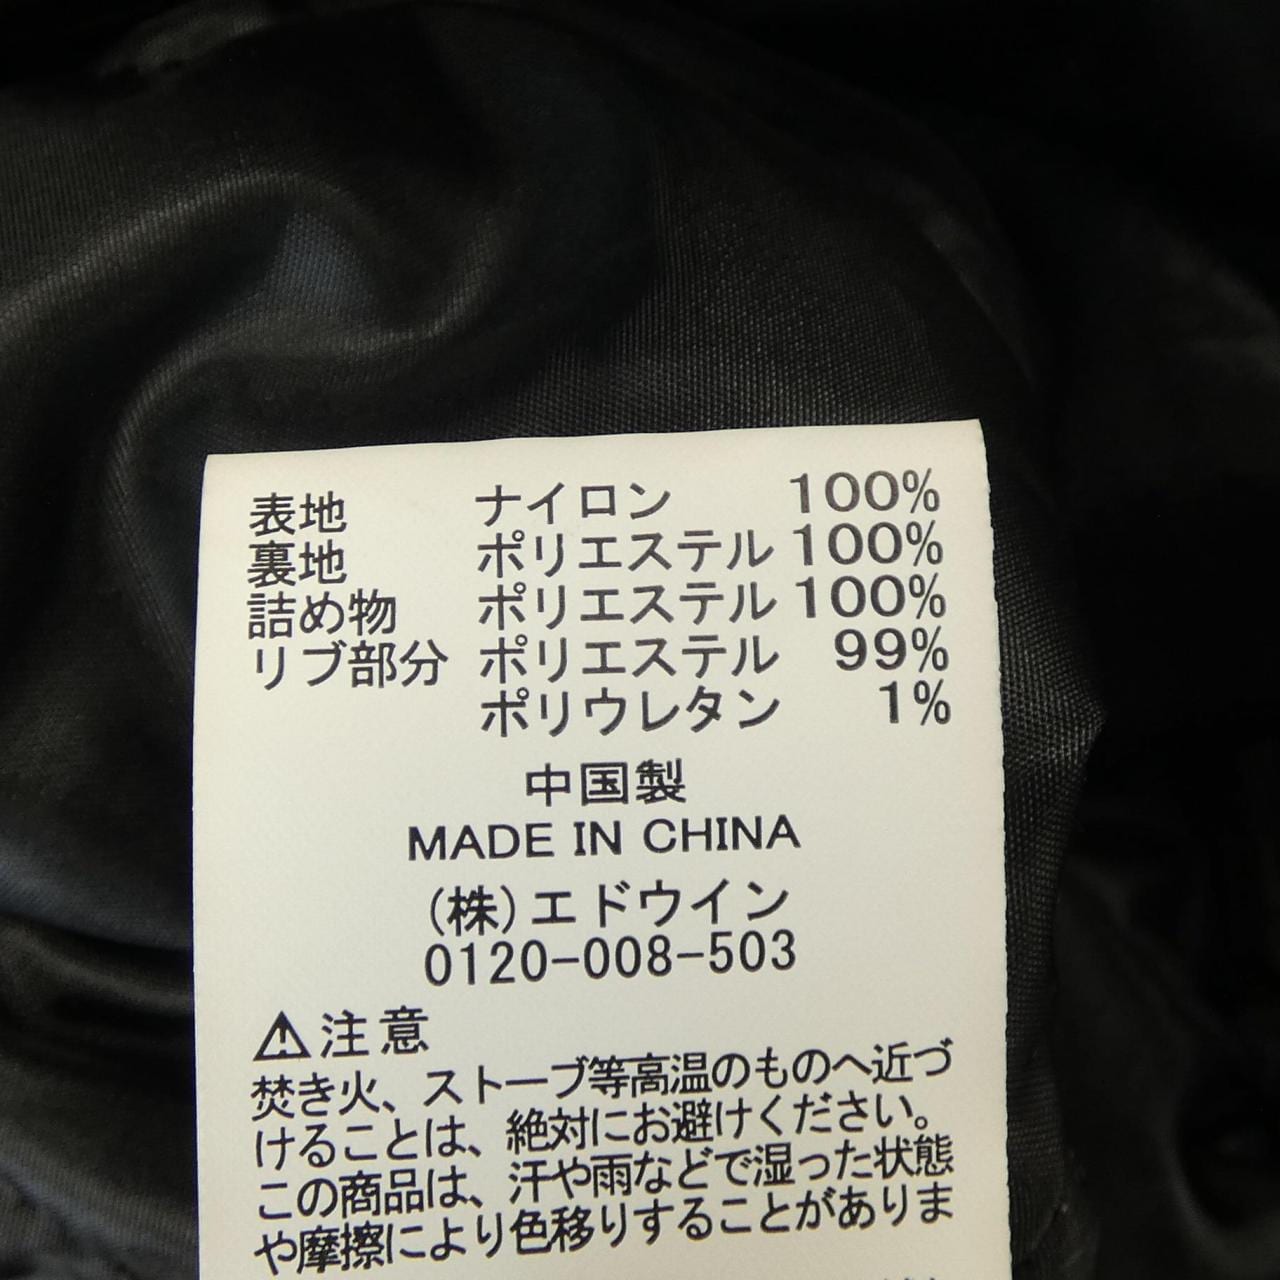 表地 ナイロン 100%
裏地 ポリエステル 100%
詰め物 ポリエステル 100%
リブ部分 ポリエステル 99%
ポリウレタン 1%
中国製
MADE IN CHINA
(株)エドウイン
0120-008-503
⚠注意
焚き火、ストーブ等高温のものへ近づ
けることは、絶対にお避けください。
この商品は、汗や雨などで湿った状態
や摩擦により色移りすることがありま